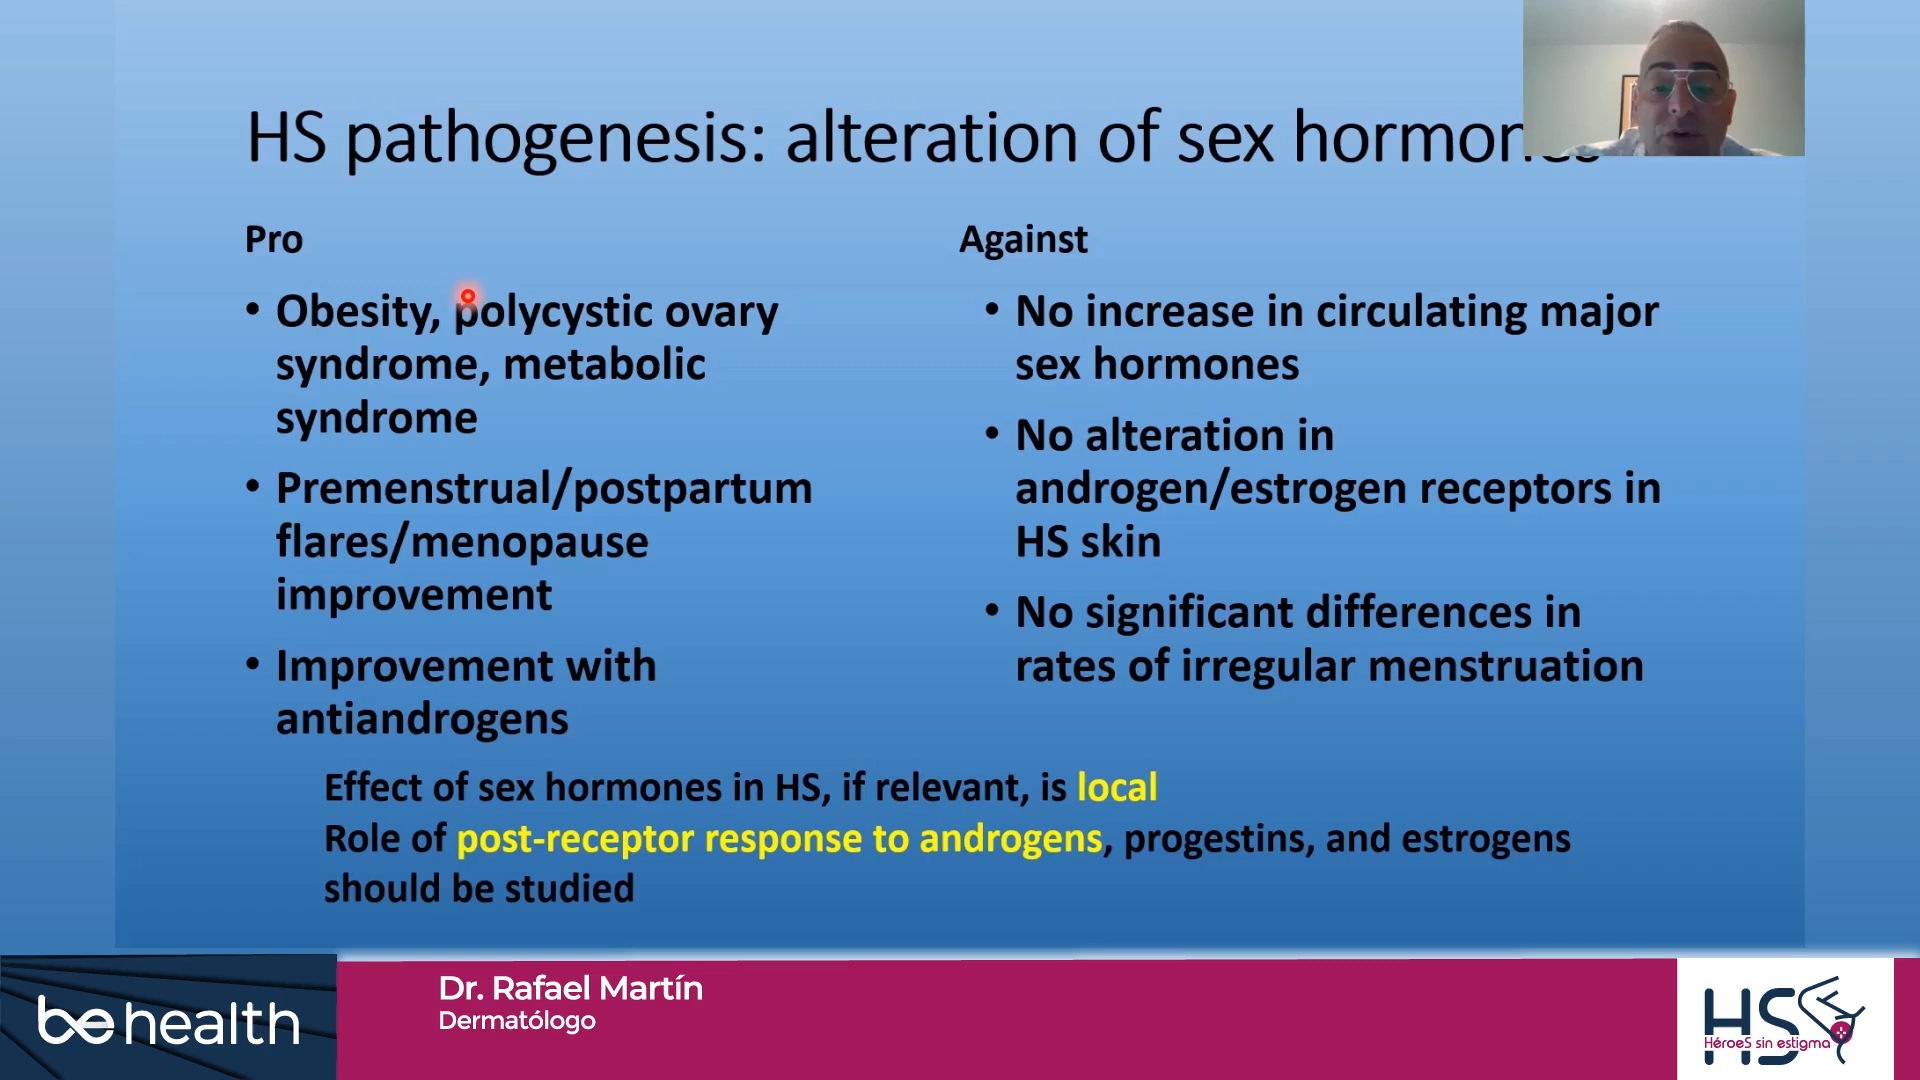 HS pathogenesis: alteration of sex hormones
Pro
• Obesity, polycystic ovary
syndrome, metabolic
syndrome
• Premenstrual/postpartum
flares/menopause
improvement
• Improvement with
antiandrogens
Against
• No increase in circulating major
sex hormones
• No alteration in
androgen/estrogen receptors in
HS skin
• No significant differences in
rates of irregular menstruation
Effect of sex hormones in HS, if relevant, is local
Role of post-receptor response to androgens, progestins, and estrogens
should be studied
be health
Dr. Rafael Martín
Dermatólogo
HS
HéroeS sin estigma